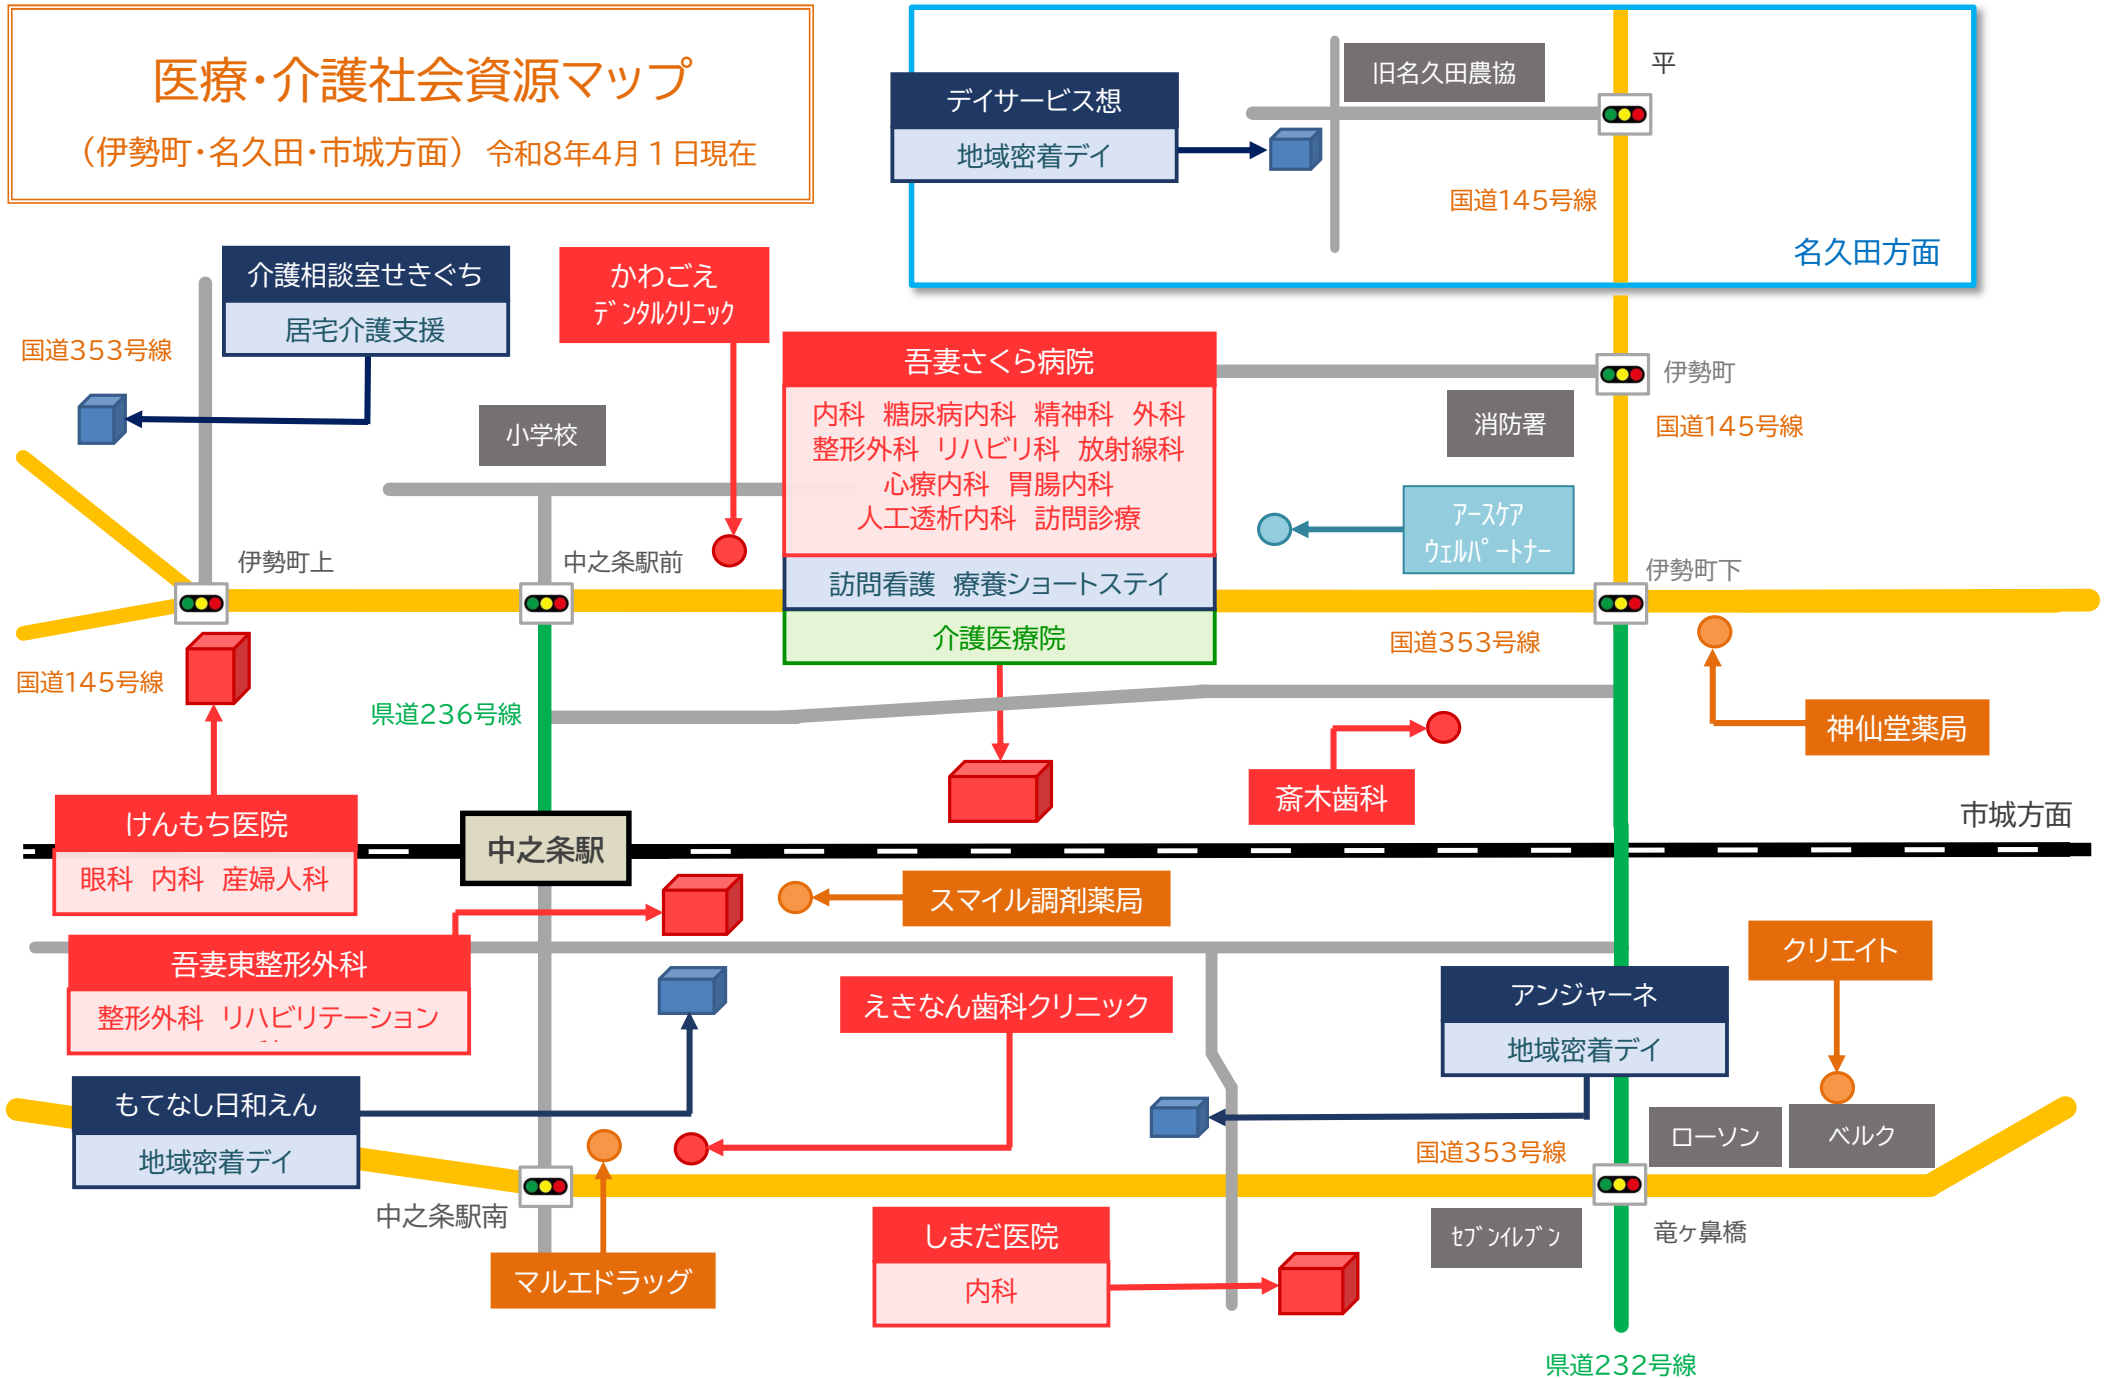 医療・介護社会資源マップ
（伊勢町・名久田・市城方面） 令和8年4月１日現在
デイサービス想
地域密着デイ
旧名久田農協
平
国道145号線
名久田方面
介護相談室せきぐち
居宅介護支援
国道353号線
かわごえ
ﾃﾞﾝﾀﾙｸﾘﾆｯｸ
小学校
吾妻さくら病院
内科　糖尿病内科　精神科　外科
整形外科　リハビリ科　放射線科
心療内科　胃腸内科
人工透析内科　訪問診療
訪問看護　療養ショートステイ
介護医療院
伊勢町
消防署
国道145号線
ｱｰｽｹｱ
ｳｪﾙﾊﾟｰﾄﾅｰ
伊勢町上
中之条駅前
伊勢町下
国道353号線
国道145号線
県道236号線
神仙堂薬局
斎木歯科
市城方面
けんもち医院
眼科　内科　産婦人科
中之条駅
スマイル調剤薬局
吾妻東整形外科
整形外科　リハビリテーション
クリエイト
えきなん歯科クリニック
アンジャーネ
地域密着デイ
もてなし日和えん
地域密着デイ
国道353号線
ローソン
ベルク
中之条駅南
しまだ医院
内科
ｾﾌﾞﾝｲﾚﾌﾞﾝ
竜ヶ鼻橋
マルエドラッグ
県道232号線